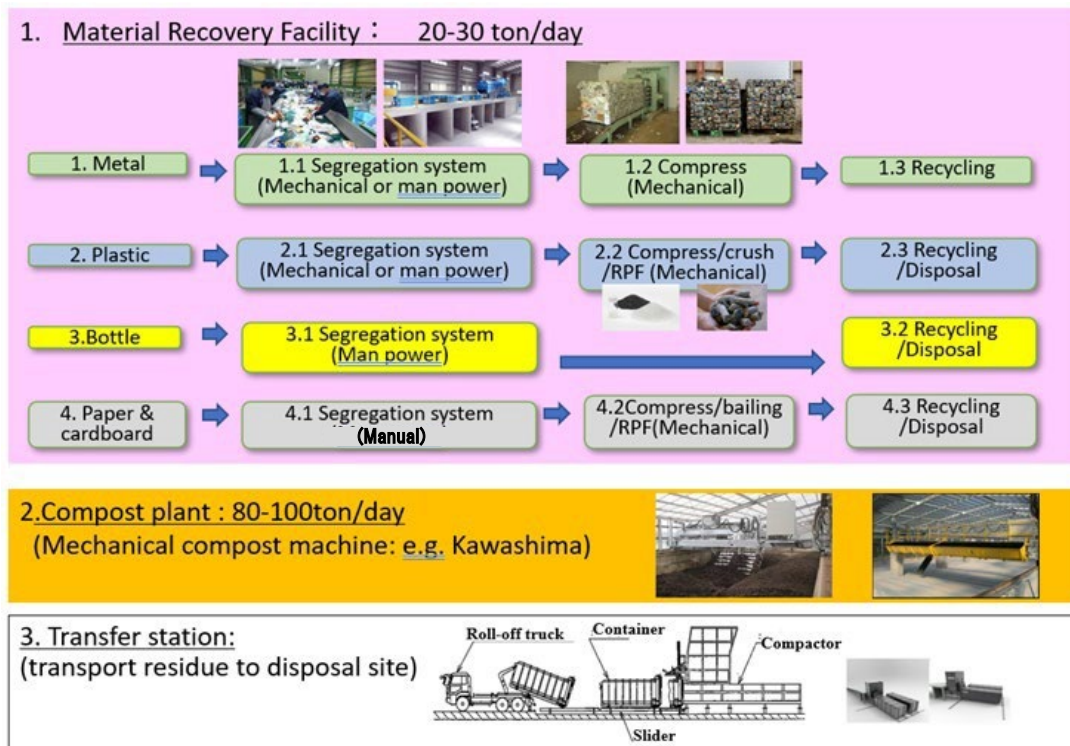 1. Material Recovery Facility： 20-30 ton/day
1. Metal
1.1 Segregation system
(Mechanical or man power)
1.2 Compress
(Mechanical)
1.3 Recycling
2. Plastic
2.1 Segregation system
(Mechanical or man power)
2.2 Compress/crush
/RPF (Mechanical)
2.3 Recycling
/Disposal
3.Bottle
3.1 Segregation system
(Man power)
3.2 Recycling
/Disposal
4. Paper &
cardboard
4.1 Segregation system
(Manual)
4.2Compress/bailing
/RPF(Mechanical)
4.3 Recycling
/Disposal
2.Compost plant : 80-100ton/day
(Mechanical compost machine: e.g. Kawashima)
3. Transfer station:
(transport residue to disposal site)
Roll-off truck
Container
Compactor
Slider